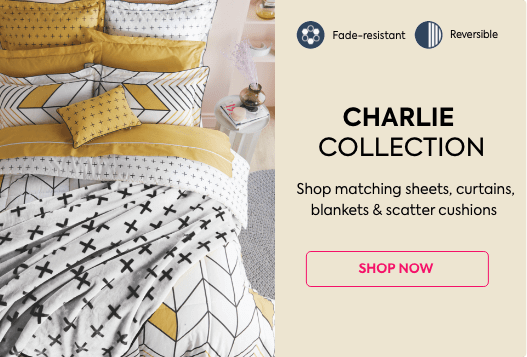 Fade-resistant
Reversible
CHARLIE
COLLECTION
Shop matching sheets, curtains,
blankets & scatter cushions
SHOP NOW